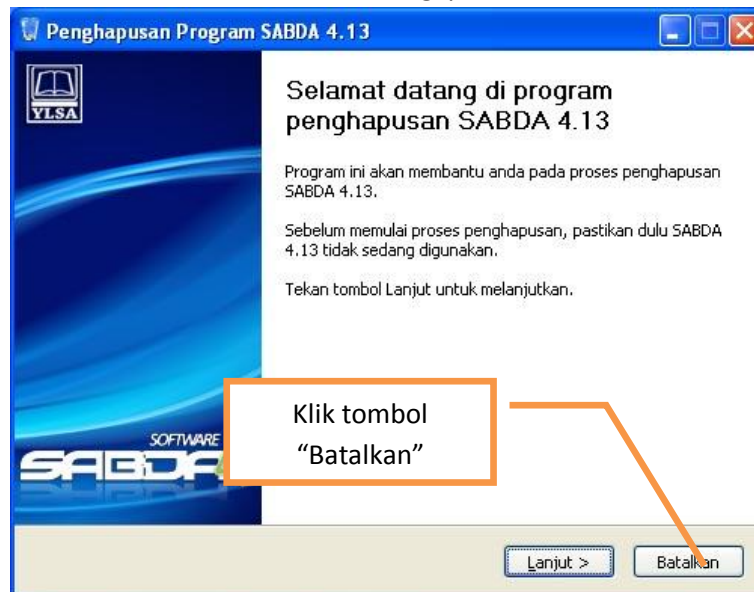 Penghapusan Program SABDA 4.13
YLSA
Selamat datang di program
penghapusan SABDA 4.13
Program ini akan membantu anda pada proses penghapusan
SABDA 4.13.
Sebelum memulai proses penghapusan, pastikan dulu SABDA
4.13 tidak sedang digunakan.
Tekan tombol Lanjut untuk melanjutkan.
Klik tombol
“Batalkan”
SOFTWARE
SABDA
Lanjut >
Batalkan